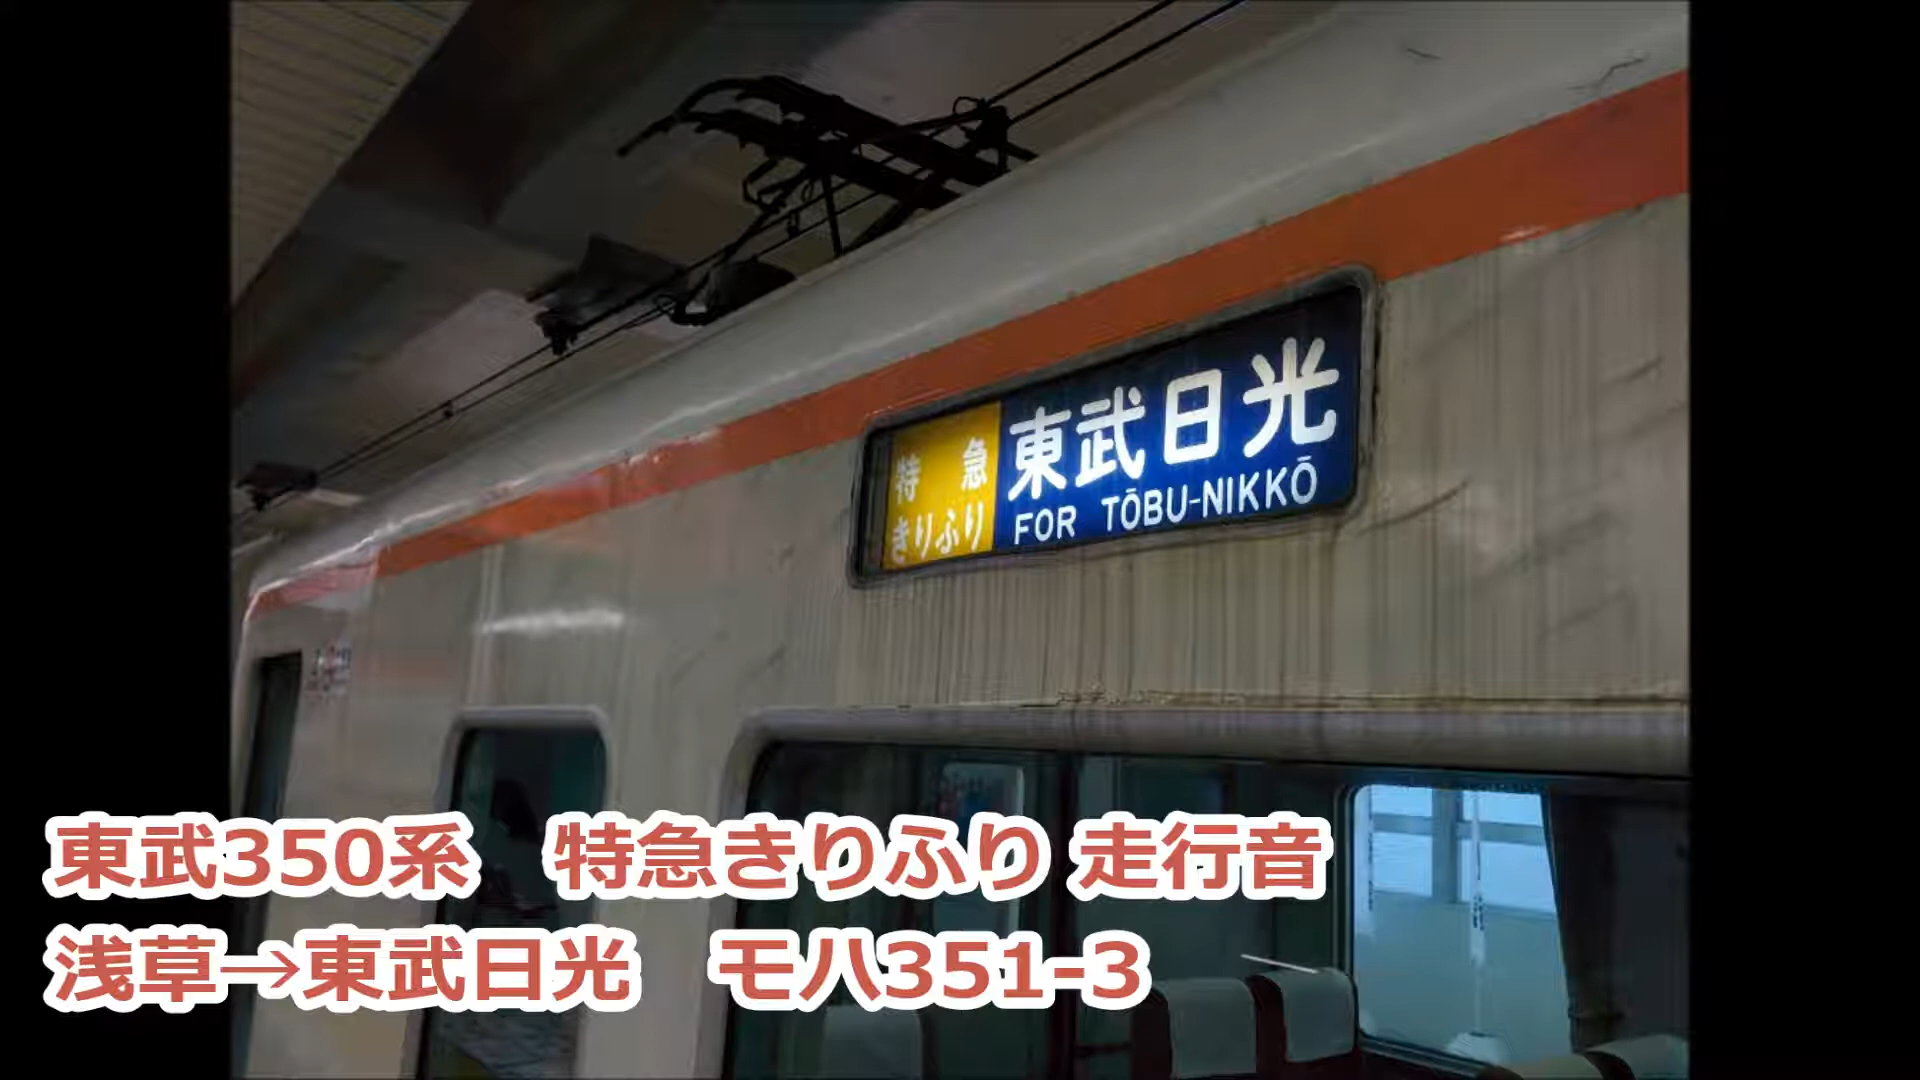 特急
きりふり
東武日光
FOR TŌBU-NIKKŌ
東武350系　特急きりふり 走行音
浅草→東武日光　モハ351-3